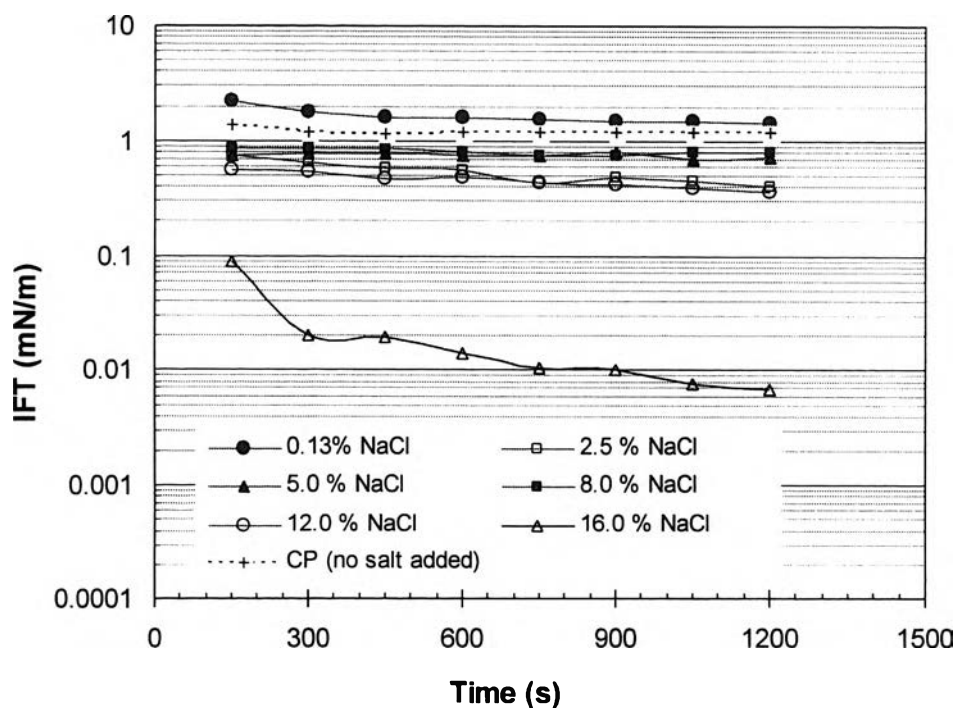 10
1
0.1
0.01
0.001
0.0001
IFT (mN/m)
0.13% NaCl
2.5 % NaCl
5.0 % NaCl
8.0 % NaCl
12.0 % NaCl
16.0 % NaCl
CP (no salt added)
0
300
600
900
1200
1500
Time (s)